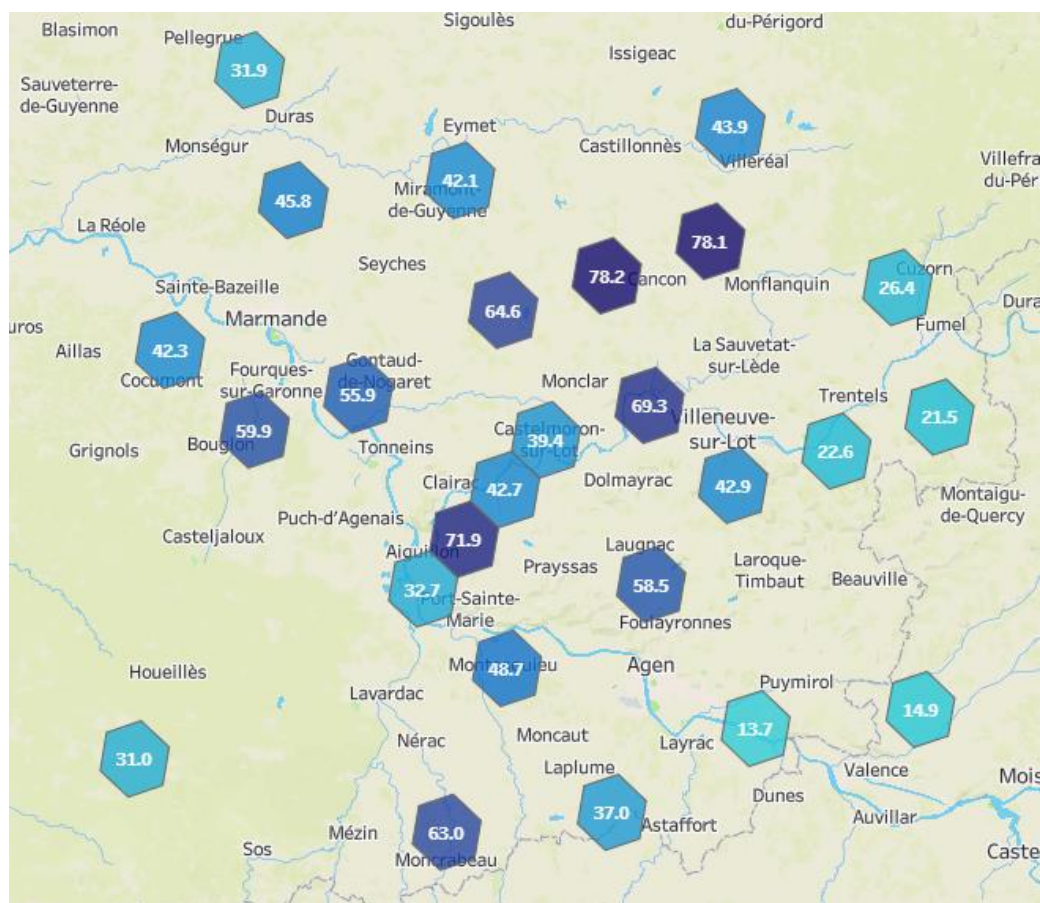 Sigoulès
du-Périgord
Blasimon
Pellegrue
Issigeac
31.9
Sauveterre-
de-Guyenne
Duras
Eymet
43.9
Monségur
Castillonnès
Villeréal
Villefra
du-Pér
42.1
Miramont-
de-Guyenne
45.8
La Réole
78.1
Seyches
78.2
Cancon
Monflanquin
Cuzorn
26.4
Sainte-Bazeille
64.6
Dura
Marmande
Fumel
uros
Aillas
42.3
Cocumont
Fourques-
sur-Garonne
Gontaud-
de-Nogaret
55.9
Monclar
La Sauvetat-
sur-Lède
Trentels
69.3
21.5
Villeneuve-
sur-Lot
59.9
Bouglon
Castelmoron-
sur-Lot
39.4
Grignols
Tonneins
22.6
Clairac
42.7
Dolmayrac
42.9
Montaigu-
de-Quercy
Puch-d'Agenais
Casteljaloux
71.9
Aiguillon
Laugnac
Prayssas
Laroque-
Timbaut
Beauville
32.7
Port-Sainte-
Marie
58.5
Foulayronnes
Houeillès
48.7
Agen
Puymirol
Lavardac
14.9
13.7
Nérac
Moncaut
Layrac
31.0
Laplume
Valence
Mois
Dunes
37.0
Astaffort
Auvillar
Mézin
63.0
Moncrabeau
Sos
Caste